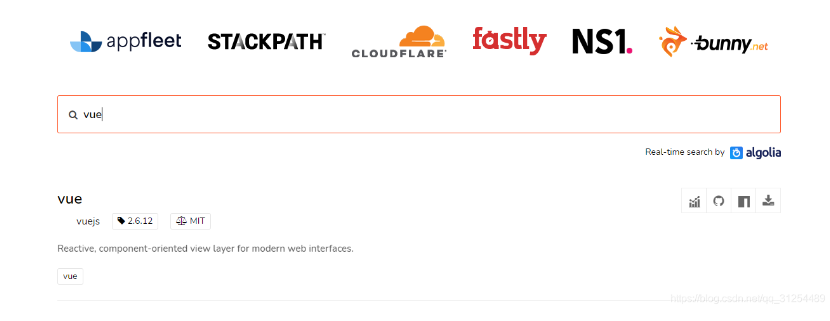 appfleet STACKPATH CLOUDFLARE fastly NS1. bunny.net
vue
Real-time search by algolia
vue
vuejs 2.6.12 MIT
Reactive, component-oriented view layer for modern web interfaces.
vue
https://blog.csdn.net/qq_31254489